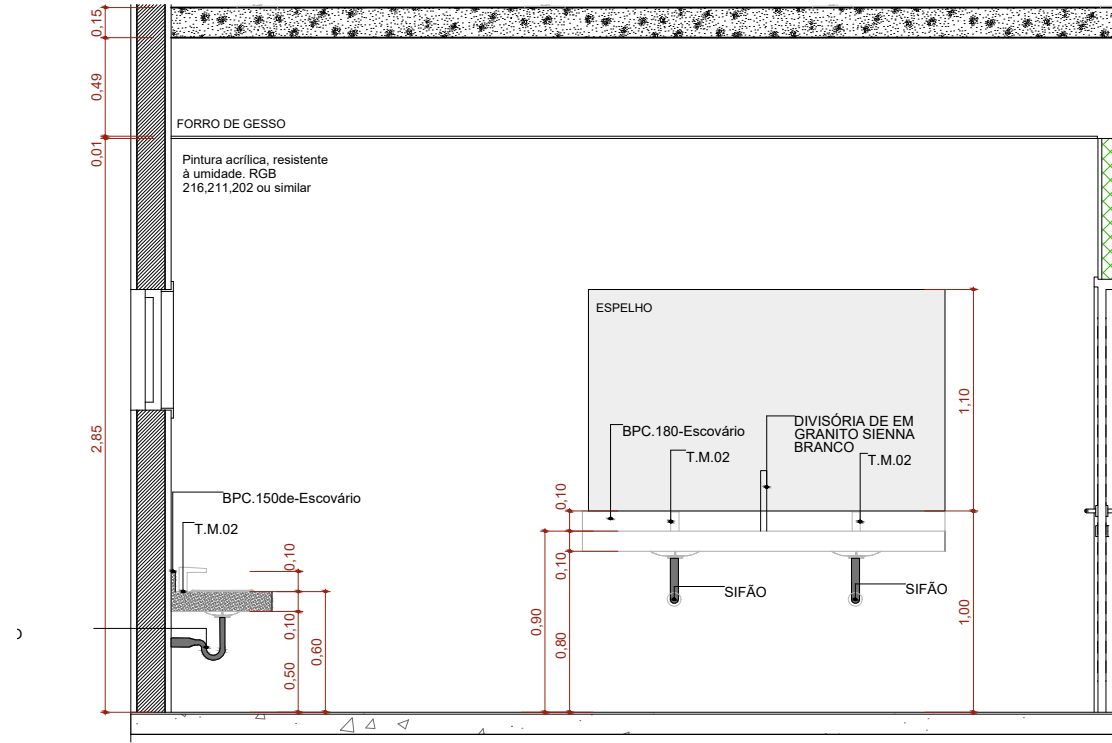 0,15
0,49
FORRO DE GESSO
0,01
Pintura acrílica, resistente
à umidade. RGB
216,211,202 ou similar
ESPELHO
1,10
2,85
BPC.180-Escovário
DIVISÓRIA DE EM
GRANITO SIENNA
BRANCO
T.M.02
T.M.02
BPC.150de-Escovário
0,10
T.M.02
0,10
0,10
SIFÃO
SIFÃO
0,10
0,90
0,80
1,00
0,60
0,50